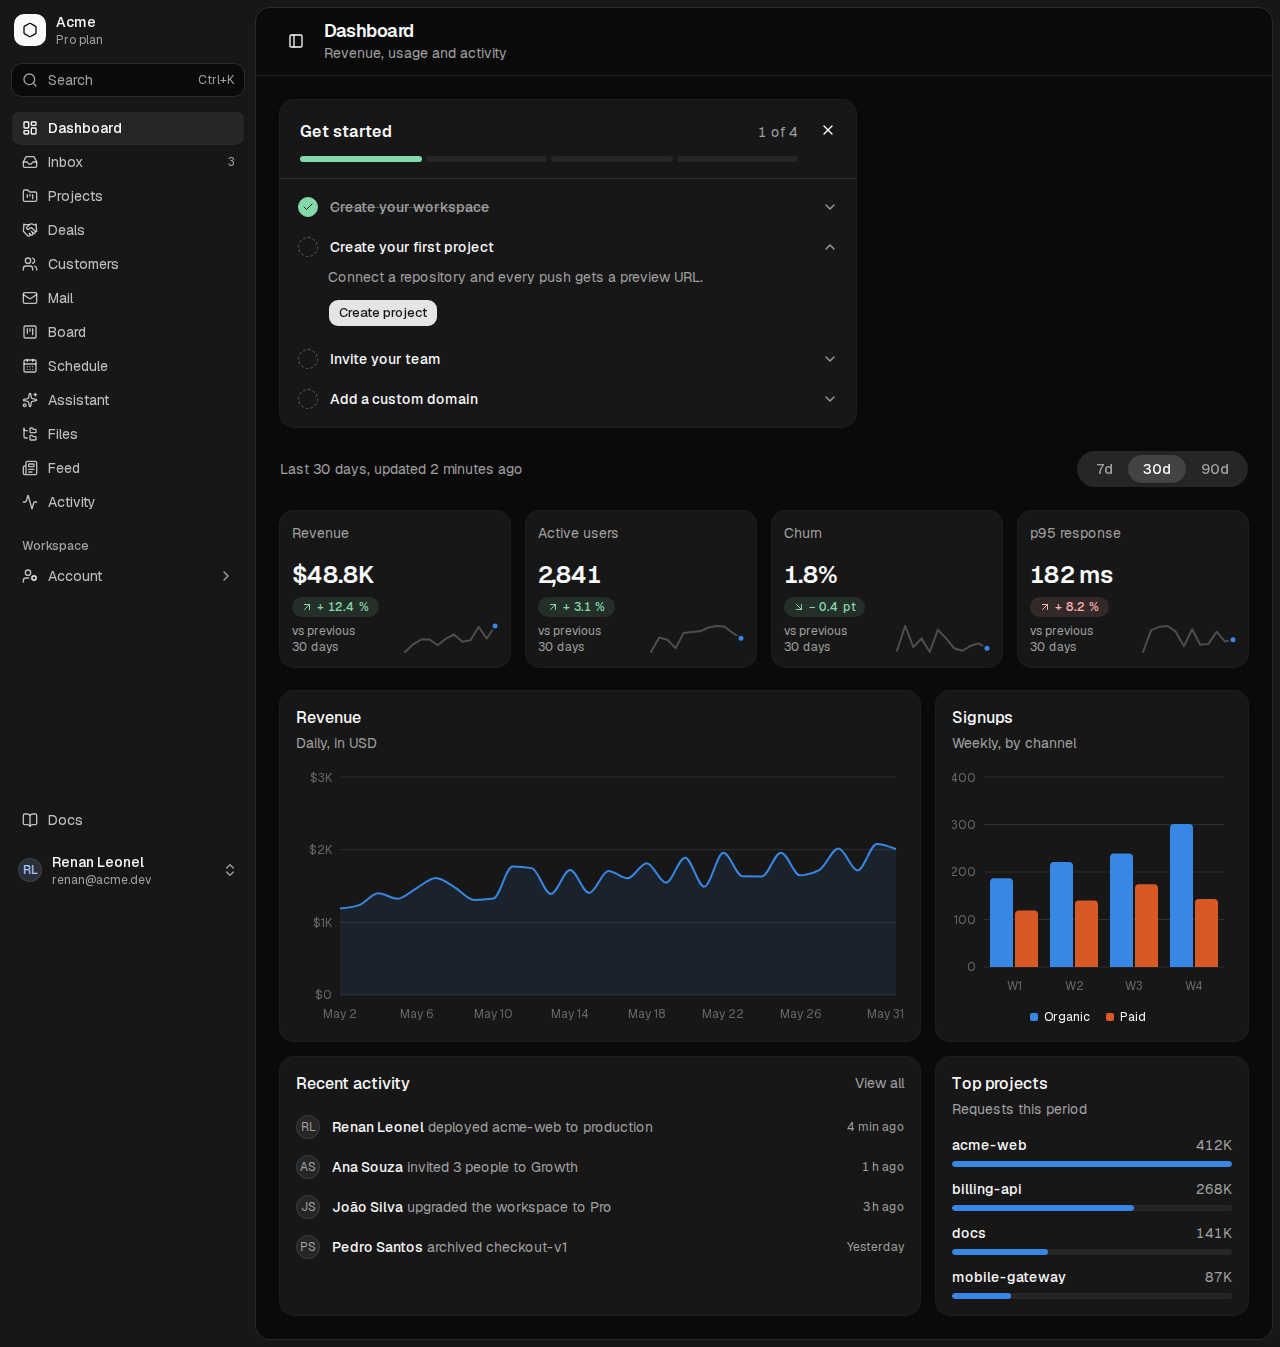 Acme
Pro plan
Search Ctrl+K
Dashboard
Inbox 3
Projects
Deals
Customers
Mail
Board
Schedule
Assistant
Files
Feed
Activity
Workspace
Account
Docs
RL Renan Leonel
renan@acme.dev
Dashboard
Revenue, usage and activity
Get started 1 of 4
Create your workspace
Create your first project
Connect a repository and every push gets a preview URL.
Create project
Invite your team
Add a custom domain
Last 30 days, updated 2 minutes ago
7d 30d 90d
Revenue
$48.8K
+ 12.4 %
vs previous
30 days
Active users
2,841
+ 3.1 %
vs previous
30 days
Churn
1.8%
− 0.4 pt
vs previous
30 days
p95 response
182 ms
+ 8.2 %
vs previous
30 days
Revenue
Daily, in USD
$3K
$2K
$1K
$0
May 2 May 6 May 10 May 14 May 18 May 22 May 26 May 31
Signups
Weekly, by channel
400
300
200
100
0
W1 W2 W3 W4
Organic Paid
Recent activity View all
RL Renan Leonel deployed acme-web to production 4 min ago
AS Ana Souza invited 3 people to Growth 1 h ago
JS João Silva upgraded the workspace to Pro 3 h ago
PS Pedro Santos archived checkout-v1 Yesterday
Top projects
Requests this period
acme-web 412K
billing-api 268K
docs 141K
mobile-gateway 87K